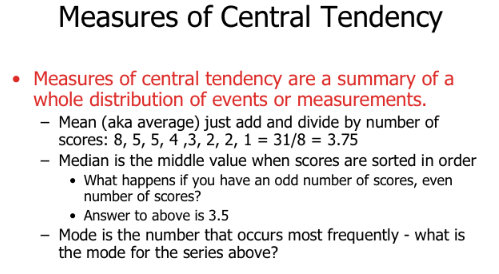 Measures of Central Tendency
• Measures of central tendency are a summary of a
whole distribution of events or measurements.
– Mean (aka average) just add and divide by number of
scores: 8, 5, 5, 4 ,3, 2, 2, 1 = 31/8 = 3.75
– Median is the middle value when scores are sorted in order
• What happens if you have an odd number of scores, even
number of scores?
• Answer to above is 3.5
– Mode is the number that occurs most frequently - what is
the mode for the series above?